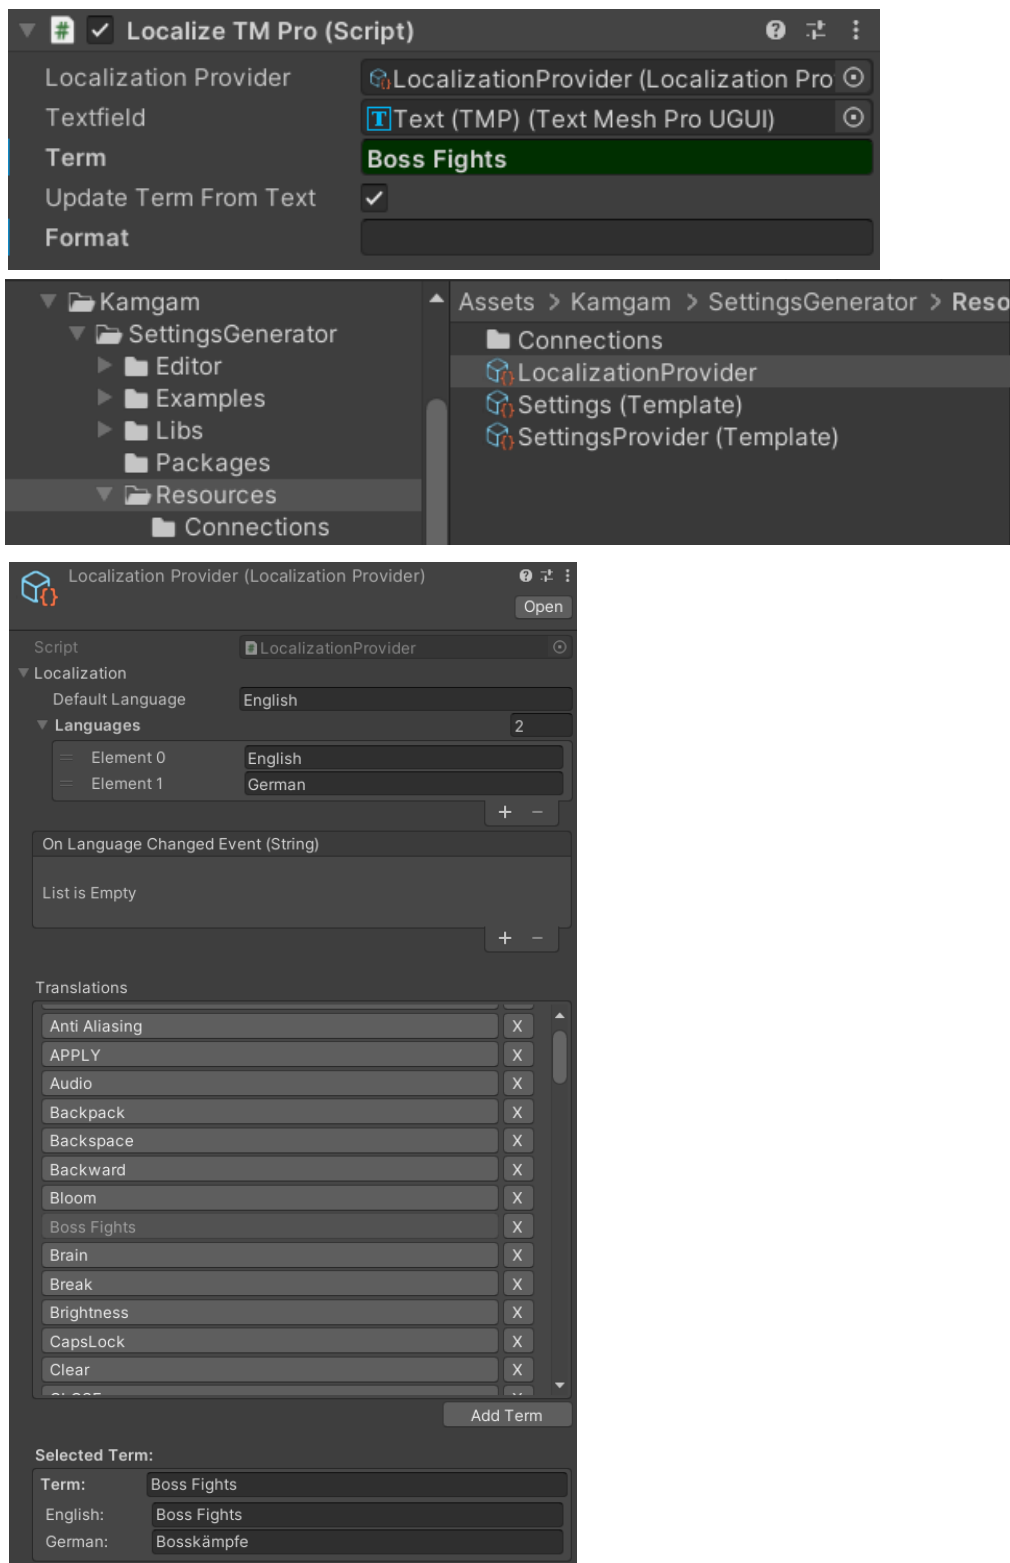 Localize TM Pro (Script)
Localization Provider LocalizationProvider (Localization Pro
Textfield Text (TMP) (Text Mesh Pro UGUI)
Term Boss Fights
Update Term From Text
Format
Kamgam
SettingsGenerator
Editor
Examples
Libs
Packages
Resources
Connections
Assets > Kamgam > SettingsGenerator > Reso
Connections
LocalizationProvider
Settings (Template)
SettingsProvider (Template)
Localization Provider (Localization Provider)
Open
Script LocalizationProvider
Localization
Default Language English
Languages 2
Element 0 English
Element 1 German
+ −
On Language Changed Event (String)
List is Empty
+ −
Translations
Anti Aliasing X
APPLY X
Audio X
Backpack X
Backspace X
Backward X
Bloom X
Boss Fights X
Brain X
Break X
Brightness X
CapsLock X
Clear X
Add Term
Selected Term:
Term: Boss Fights
English: Boss Fights
German: Bosskämpfe